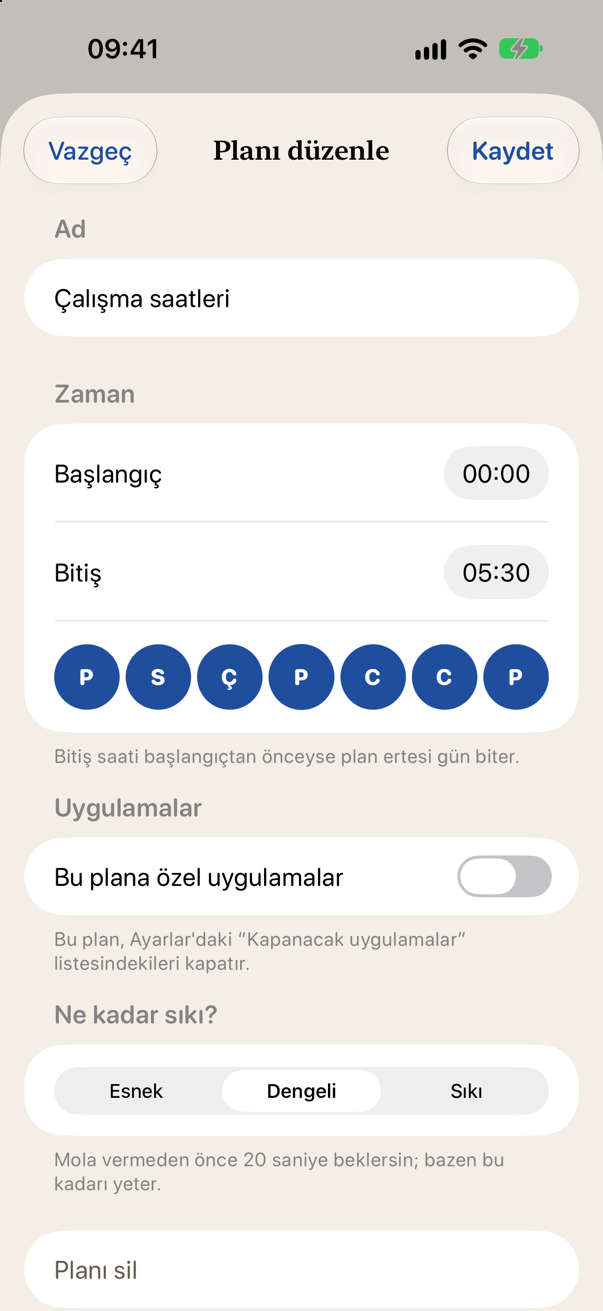 09:41
Vazgeç
Planı düzenle
Kaydet
Ad
Çalışma saatleri
Zaman
Başlangıç
00:00
Bitiş
05:30
P S Ç P C C P
Bitiş saati başlangıçtan önceyse plan ertesi gün biter.
Uygulamalar
Bu plana özel uygulamalar
Bu plan, Ayarlar'daki “Kapanacak uygulamalar”
listesindekileri kapatır.
Ne kadar sıkı?
Esnek
Dengeli
Sıkı
Mola vermeden önce 20 saniye beklersin; bazen bu
kadarı yeter.
Planı sil